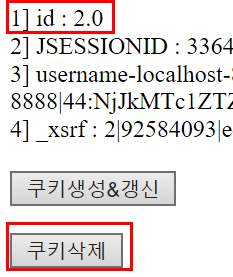 1] id : 2.0
2] JSESSIONID : 3364
3] username-localhost-8
8888|44:NjJkMTc1ZTZ
4] _xsrf : 2|92584093|e
쿠키생성&갱신
쿠키삭제